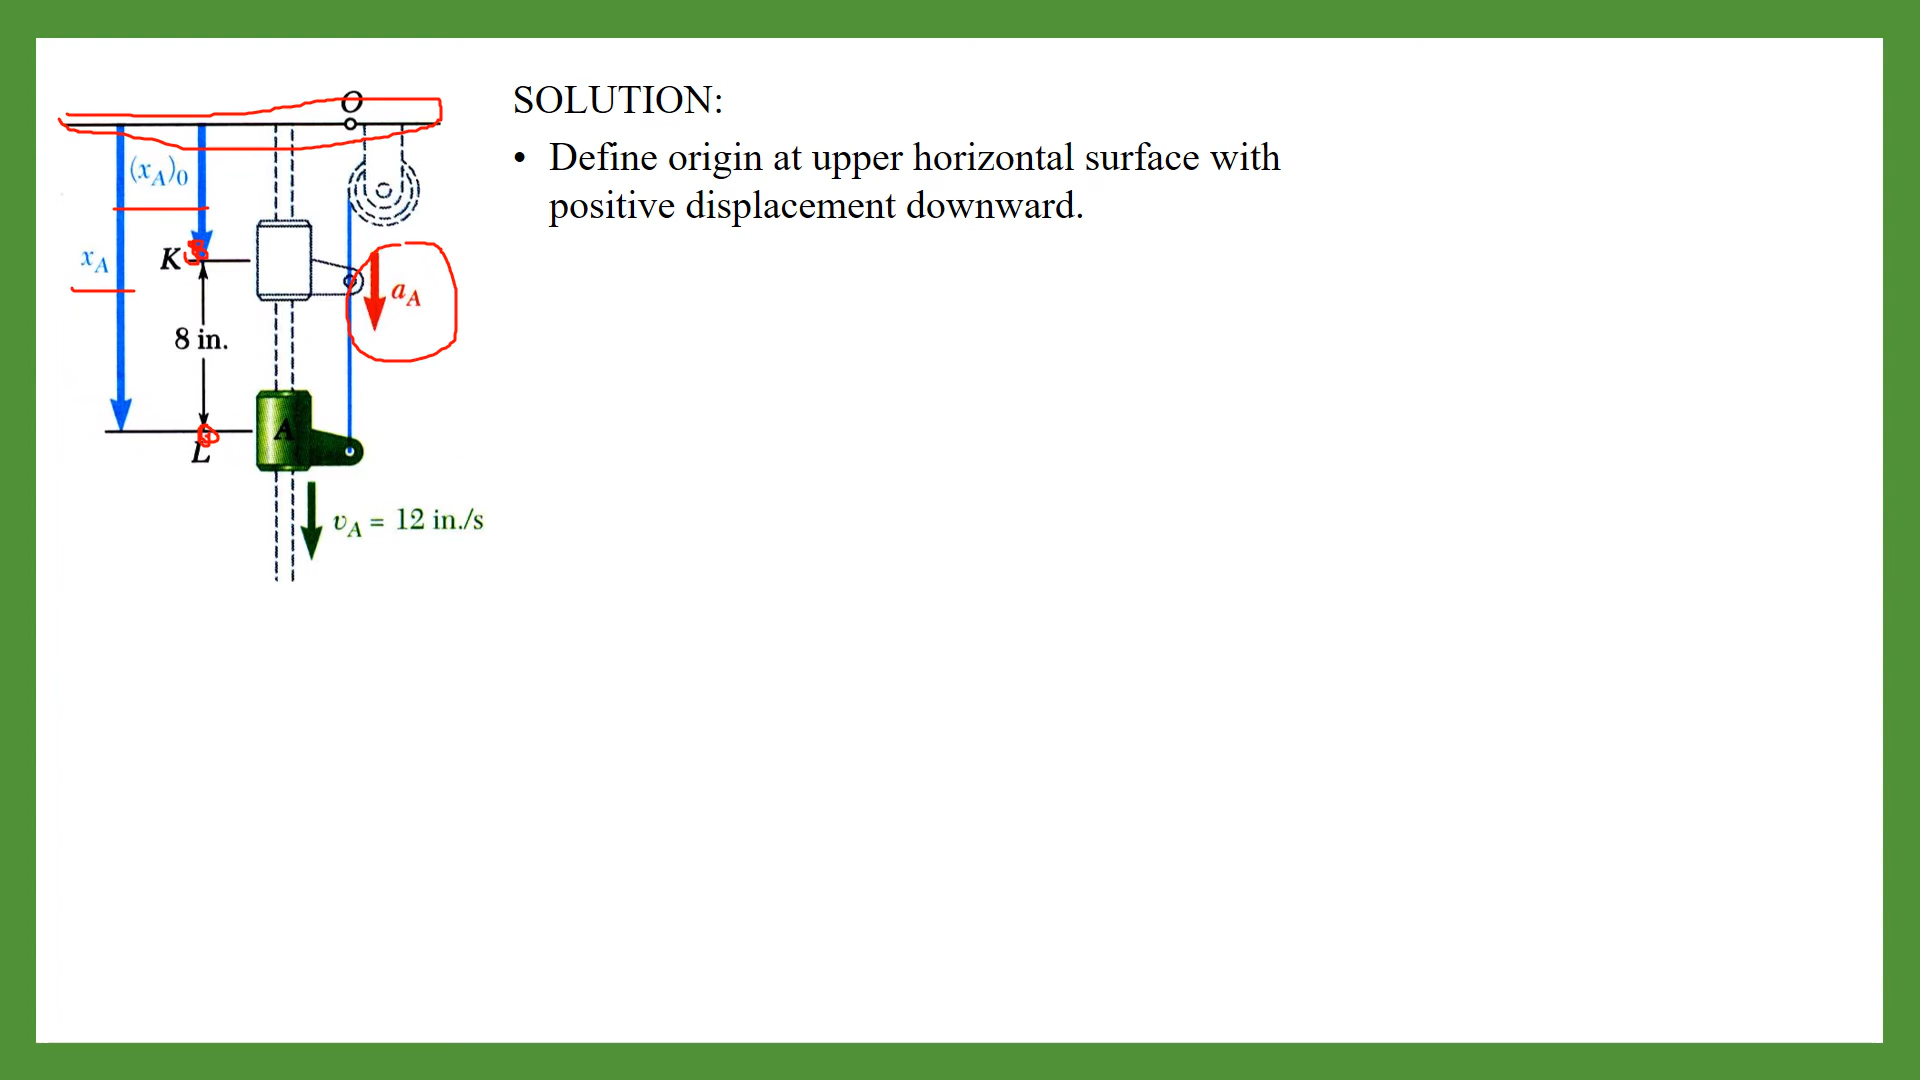 SOLUTION:
• Define origin at upper horizontal surface with
positive displacement downward.
O
(xA)0
xA
K
aA
8 in.
A
L
vA = 12 in./s